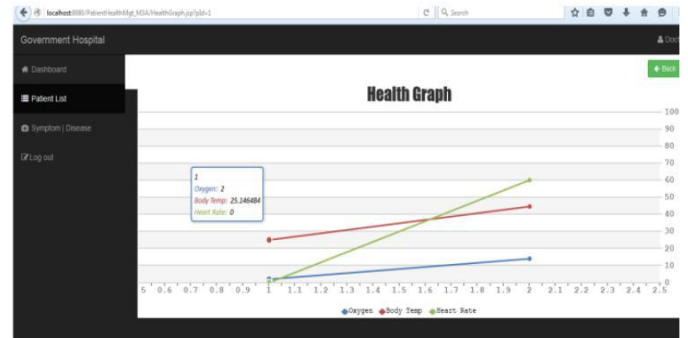 localhost:8080/PatientHealthMgt_M3A/HealthGraph.jsp?pId=1
Search
Government Hospital
Dashboard
Back
Patient List
Health Graph
Symptom | Disease
Log out
100
90
80
70
60
50
40
30
20
10
0
1
Oxygen: 2
Body Temp: 25.146484
Heart Rate: 0
5 0.6 0.7 0.8 0.9 1 1.1 1.2 1.3 1.4 1.5 1.6 1.7 1.8 1.9 2 2.1 2.2 2.3 2.4 2.5
Oxygen Body Temp Heart Rate